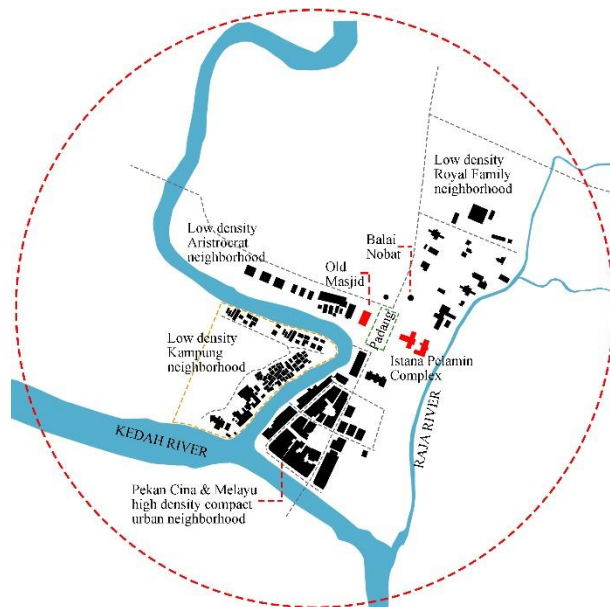 Low density
Royal Family
neighborhood
Low density
Aristocrat
neighborhood
Balai
Nobat
Old
Masjid
Padang
Low density
Kampung
neighborhood
Istana Pelamin
Complex
KEDAH RIVER
RAJA RIVER
Pekan Cina & Melayu
high density compact
urban neighborhood